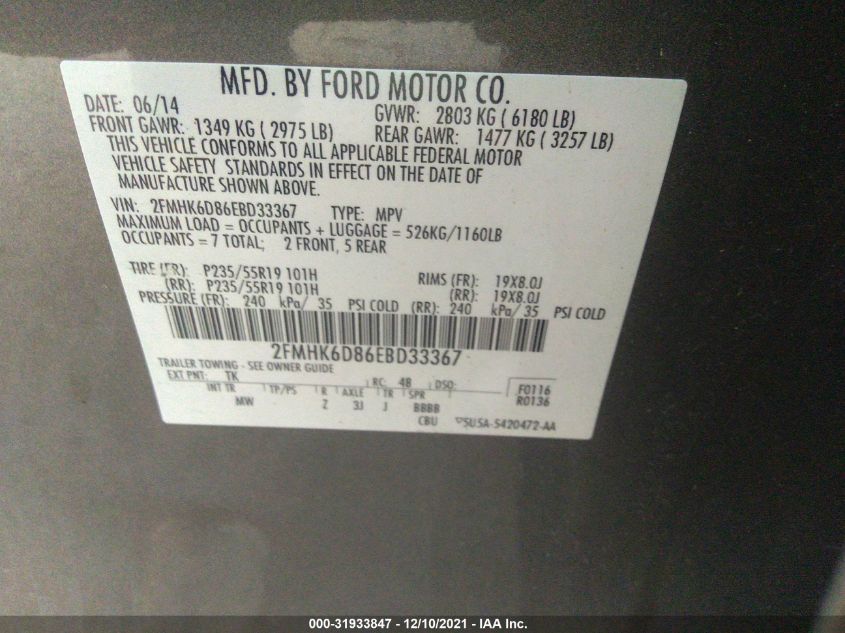 MFD. BY FORD MOTOR CO.
DATE: 06/14 GVWR: 2803 KG ( 6180 LB)
FRONT GAWR: 1349 KG ( 2975 LB) REAR GAWR: 1477 KG ( 3257 LB)
THIS VEHICLE CONFORMS TO ALL APPLICABLE FEDERAL MOTOR
VEHICLE SAFETY STANDARDS IN EFFECT ON THE DATE OF
MANUFACTURE SHOWN ABOVE.
VIN: 2FMHK6D86EBD33367 TYPE: MPV
MAXIMUM LOAD = OCCUPANTS + LUGGAGE = 526KG/1160LB
OCCUPANTS = 7 TOTAL; 2 FRONT, 5 REAR
TIRE (FR): P235/55R19 101H RIMS (FR): 19X8.0J
(RR): P235/55R19 101H (RR): 19X8.0J
PRESSURE (FR): 240 kPa/ 35 PSI COLD (RR): 240 kPa/ 35 PSI COLD
2FMHK6D86EBD33367
TRAILER TOWING - SEE OWNER GUIDE
EXT PNT: TK RC: 48 DSO: F0116
INT TR TP/PS R AXLE TR SPR R0136
MW Z 3J J BBBB
CBU 5U5A-5420472-AA
000-31933847 - 12/10/2021 - IAA Inc.